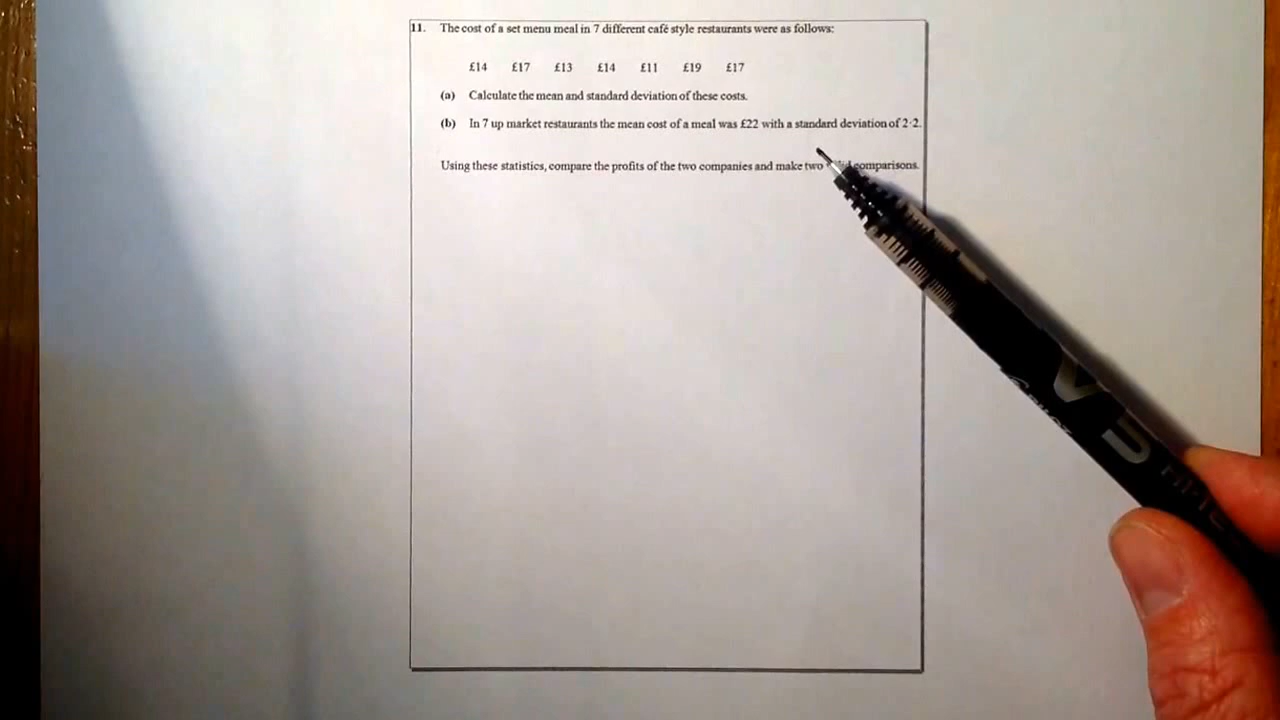 11. The cost of a set menu meal in 7 different café style restaurants were as follows:
£14 £17 £13 £14 £11 £19 £17
(a) Calculate the mean and standard deviation of these costs.
(b) In 7 up market restaurants the mean cost of a meal was £22 with a standard deviation of 2·2.
Using these statistics, compare the profits of the two companies and make two comparisons.
V5